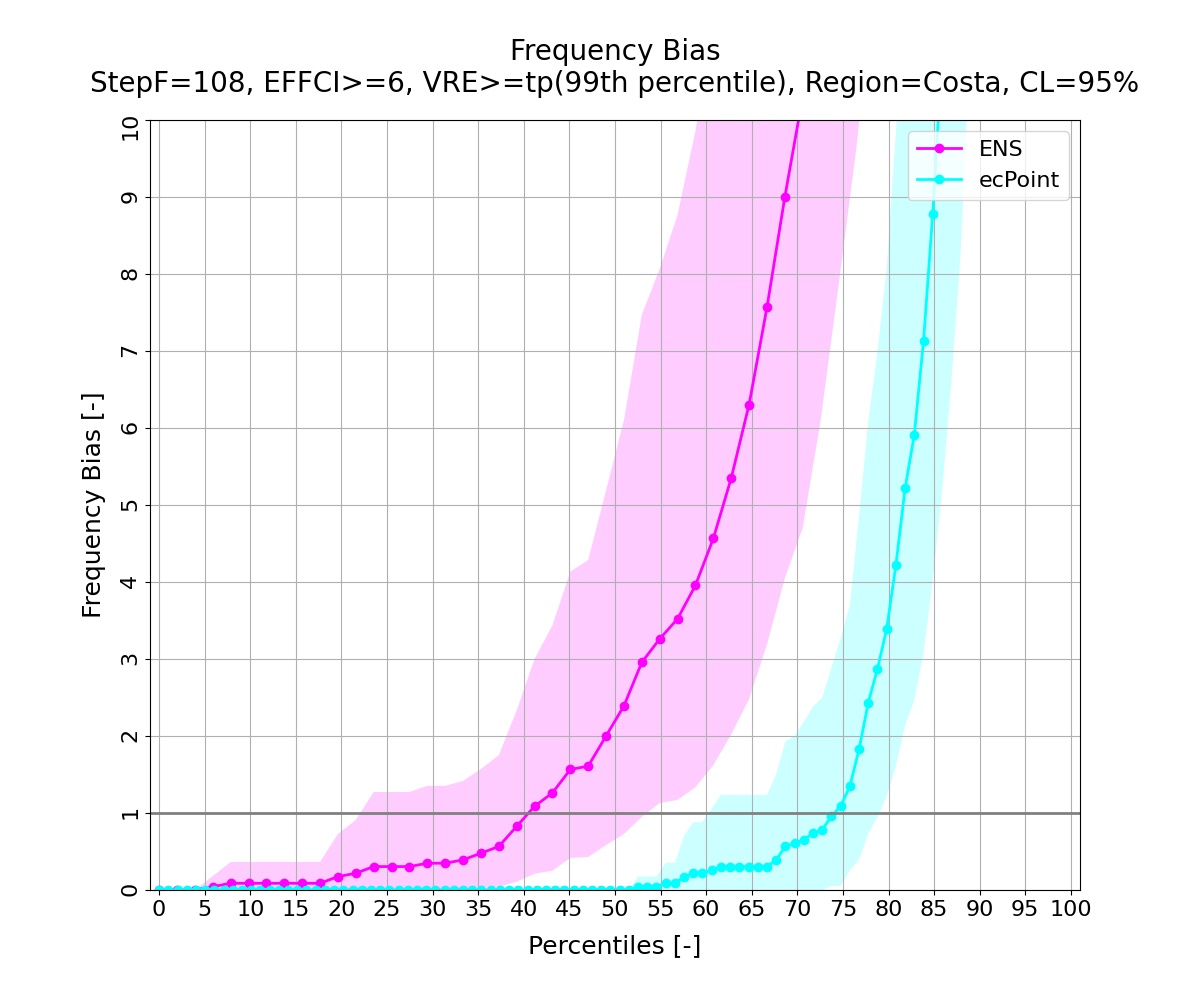 Frequency Bias
StepF=108, EFFCI>=6, VRE>=tp(99th percentile), Region=Costa, CL=95%
10
9
8
7
6
5
4
3
2
1
0
Frequency Bias [-]
ENS
ecPoint
0 5 10 15 20 25 30 35 40 45 50 55 60 65 70 75 80 85 90 95 100
Percentiles [-]